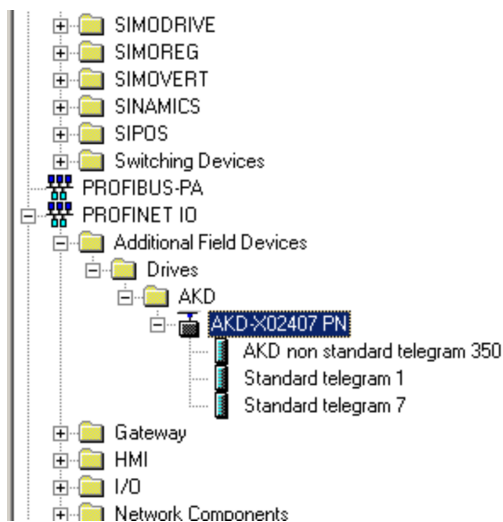 SIMODRIVE
SIMOREG
SIMOVERT
SINAMICS
SIPOS
Switching Devices
PROFIBUS-PA
PROFINET IO
Additional Field Devices
Drives
AKD
AKD-X02407 PN
AKD non standard telegram 350
Standard telegram 1
Standard telegram 7
Gateway
HMI
I/O
Network Components